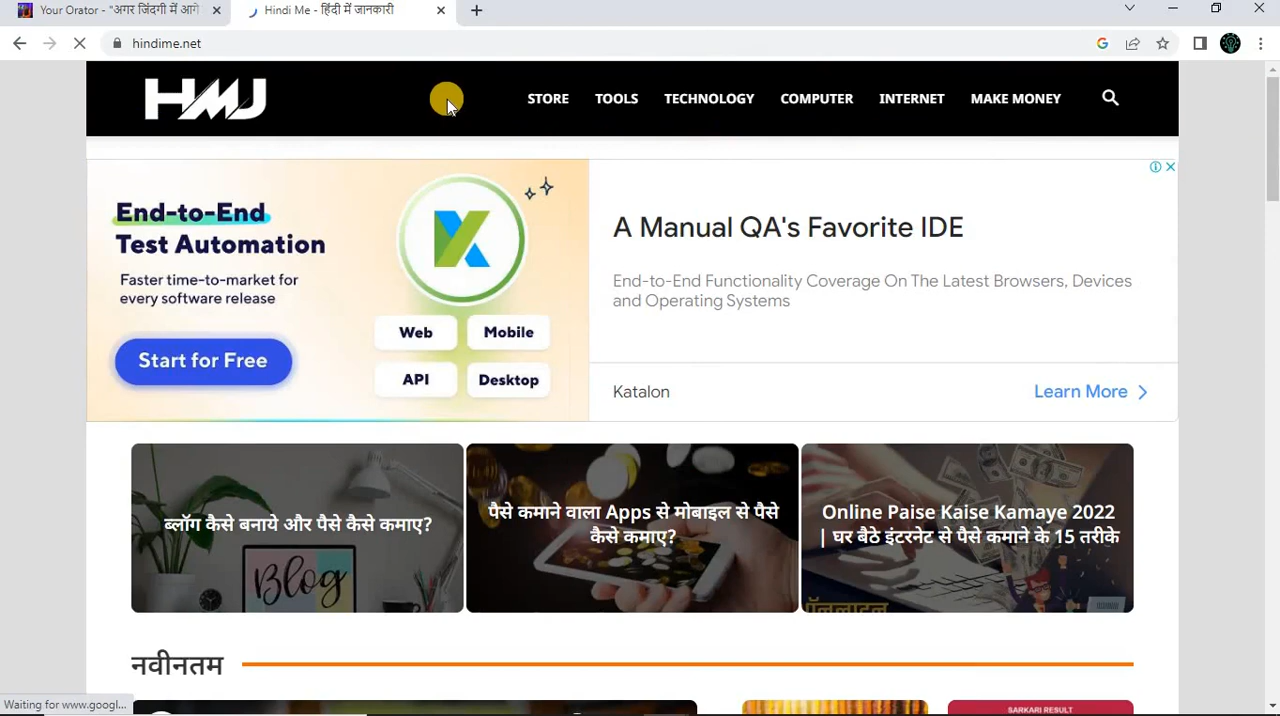 Your Orator - "अगर जिंदगी में आगे
Hindi Me - हिंदी में जानकारी
hindime.net
HMJ
STORE TOOLS TECHNOLOGY COMPUTER INTERNET MAKE MONEY
End-to-End
Test Automation
Faster time-to-market for
every software release
Start for Free
Web
Mobile
API
Desktop
A Manual QA's Favorite IDE
End-to-End Functionality Coverage On The Latest Browsers, Devices
and Operating Systems
Katalon
Learn More
ब्लॉग कैसे बनाये और पैसे कैसे कमाए?
Blog
पैसे कमाने वाला Apps से मोबाइल से पैसे
कैसे कमाए?
Online Paise Kaise Kamaye 2022
| घर बैठे इंटरनेट से पैसे कमाने के 15 तरीके
ऑनलाइन
नवीनतम
SARKARI RESULT
Waiting for www.googl...